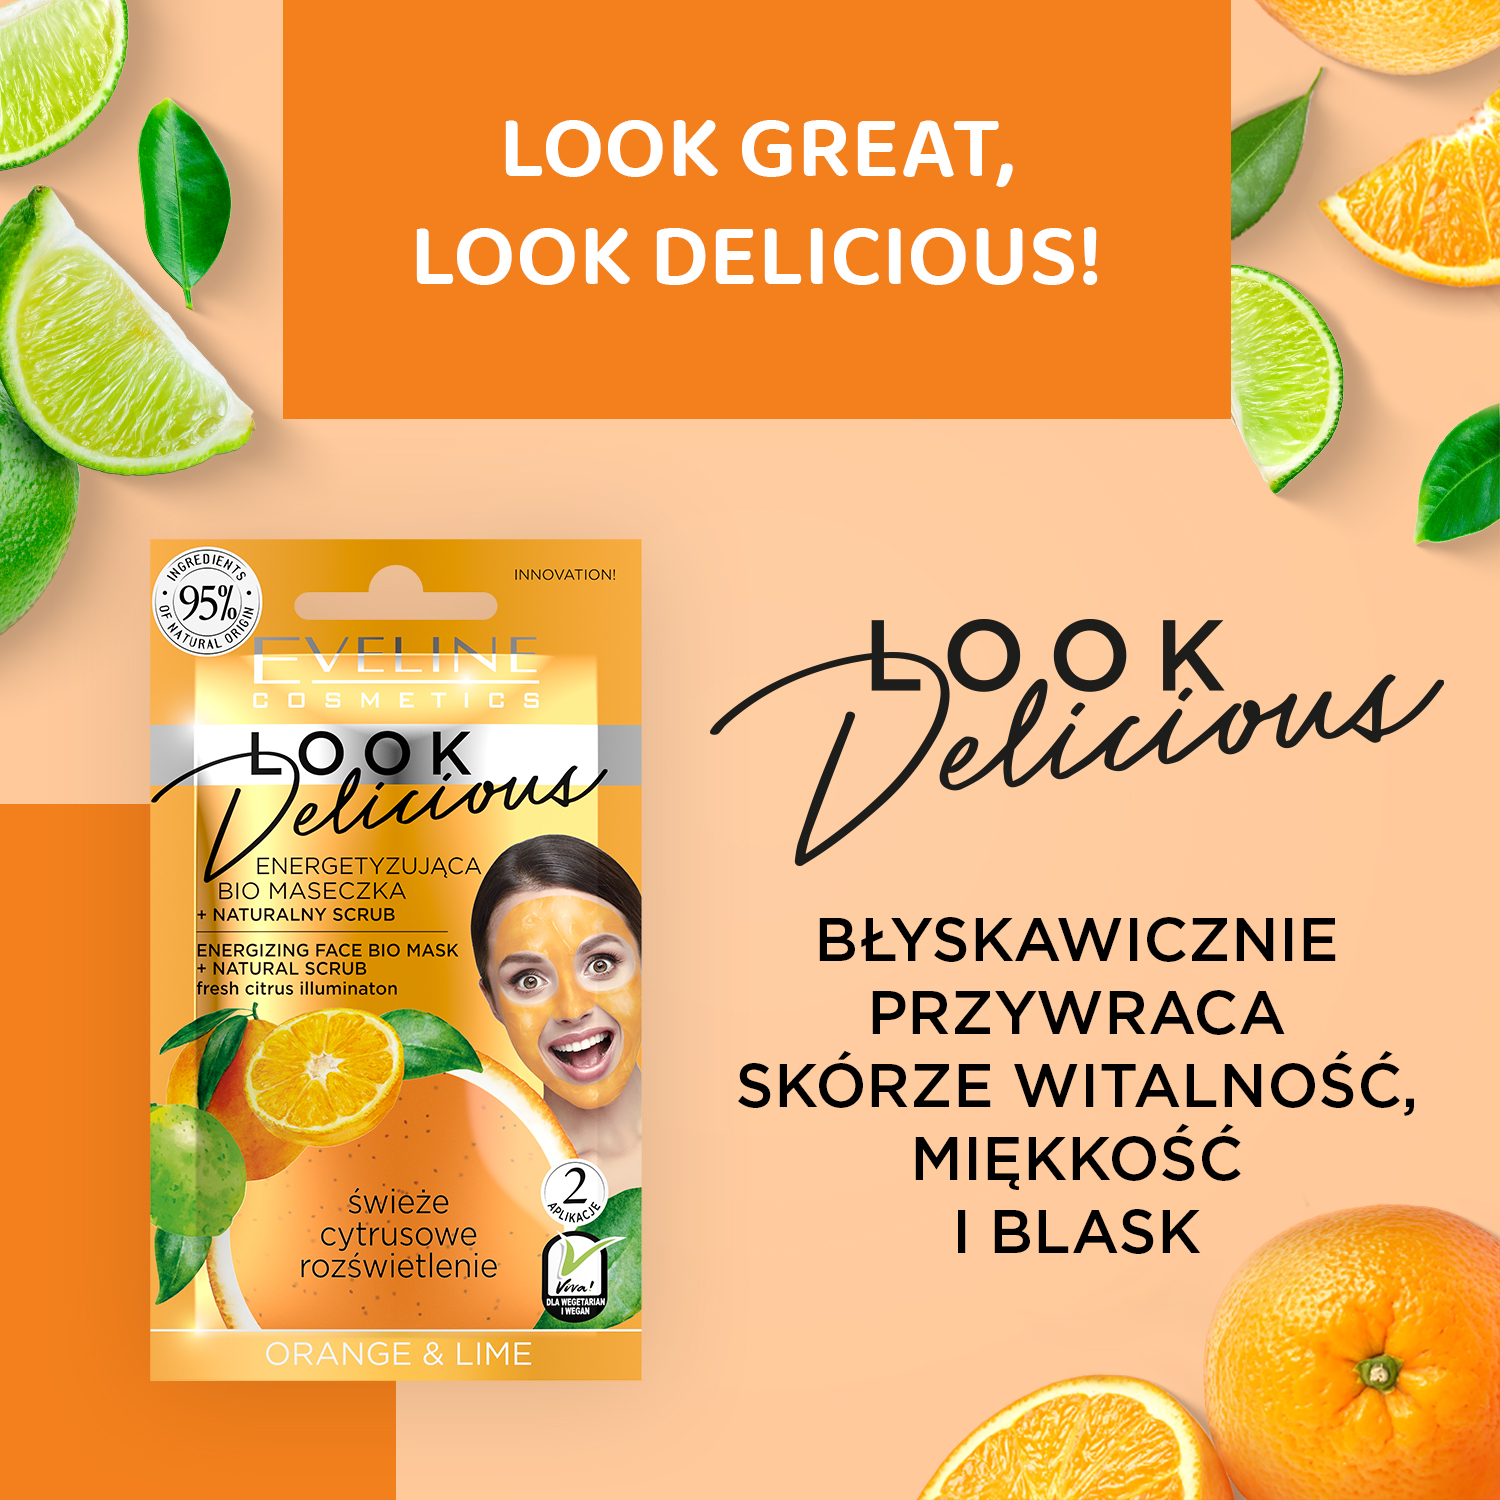 LOOK GREAT,
LOOK DELICIOUS!
INGREDIENTS
95%
OF NATURAL ORIGIN
INNOVATION!
EVELINE
COSMETICS
LOOK
Delicious
ENERGETYZUJĄCA
BIO MASECZKA
+ NATURALNY SCRUB
ENERGIZING FACE BIO MASK
+ NATURAL SCRUB
fresh citrus illuminaton
świeże
cytrusowe
rozświetlenie
2
APLIKACJE
Viva!
DLA WEGETARIAN
I WEGAN
ORANGE & LIME
LOOK
Delicious
BŁYSKAWICZNIE
PRZYWRACA
SKÓRZE WITALNOŚĆ,
MIĘKKOŚĆ
I BLASK